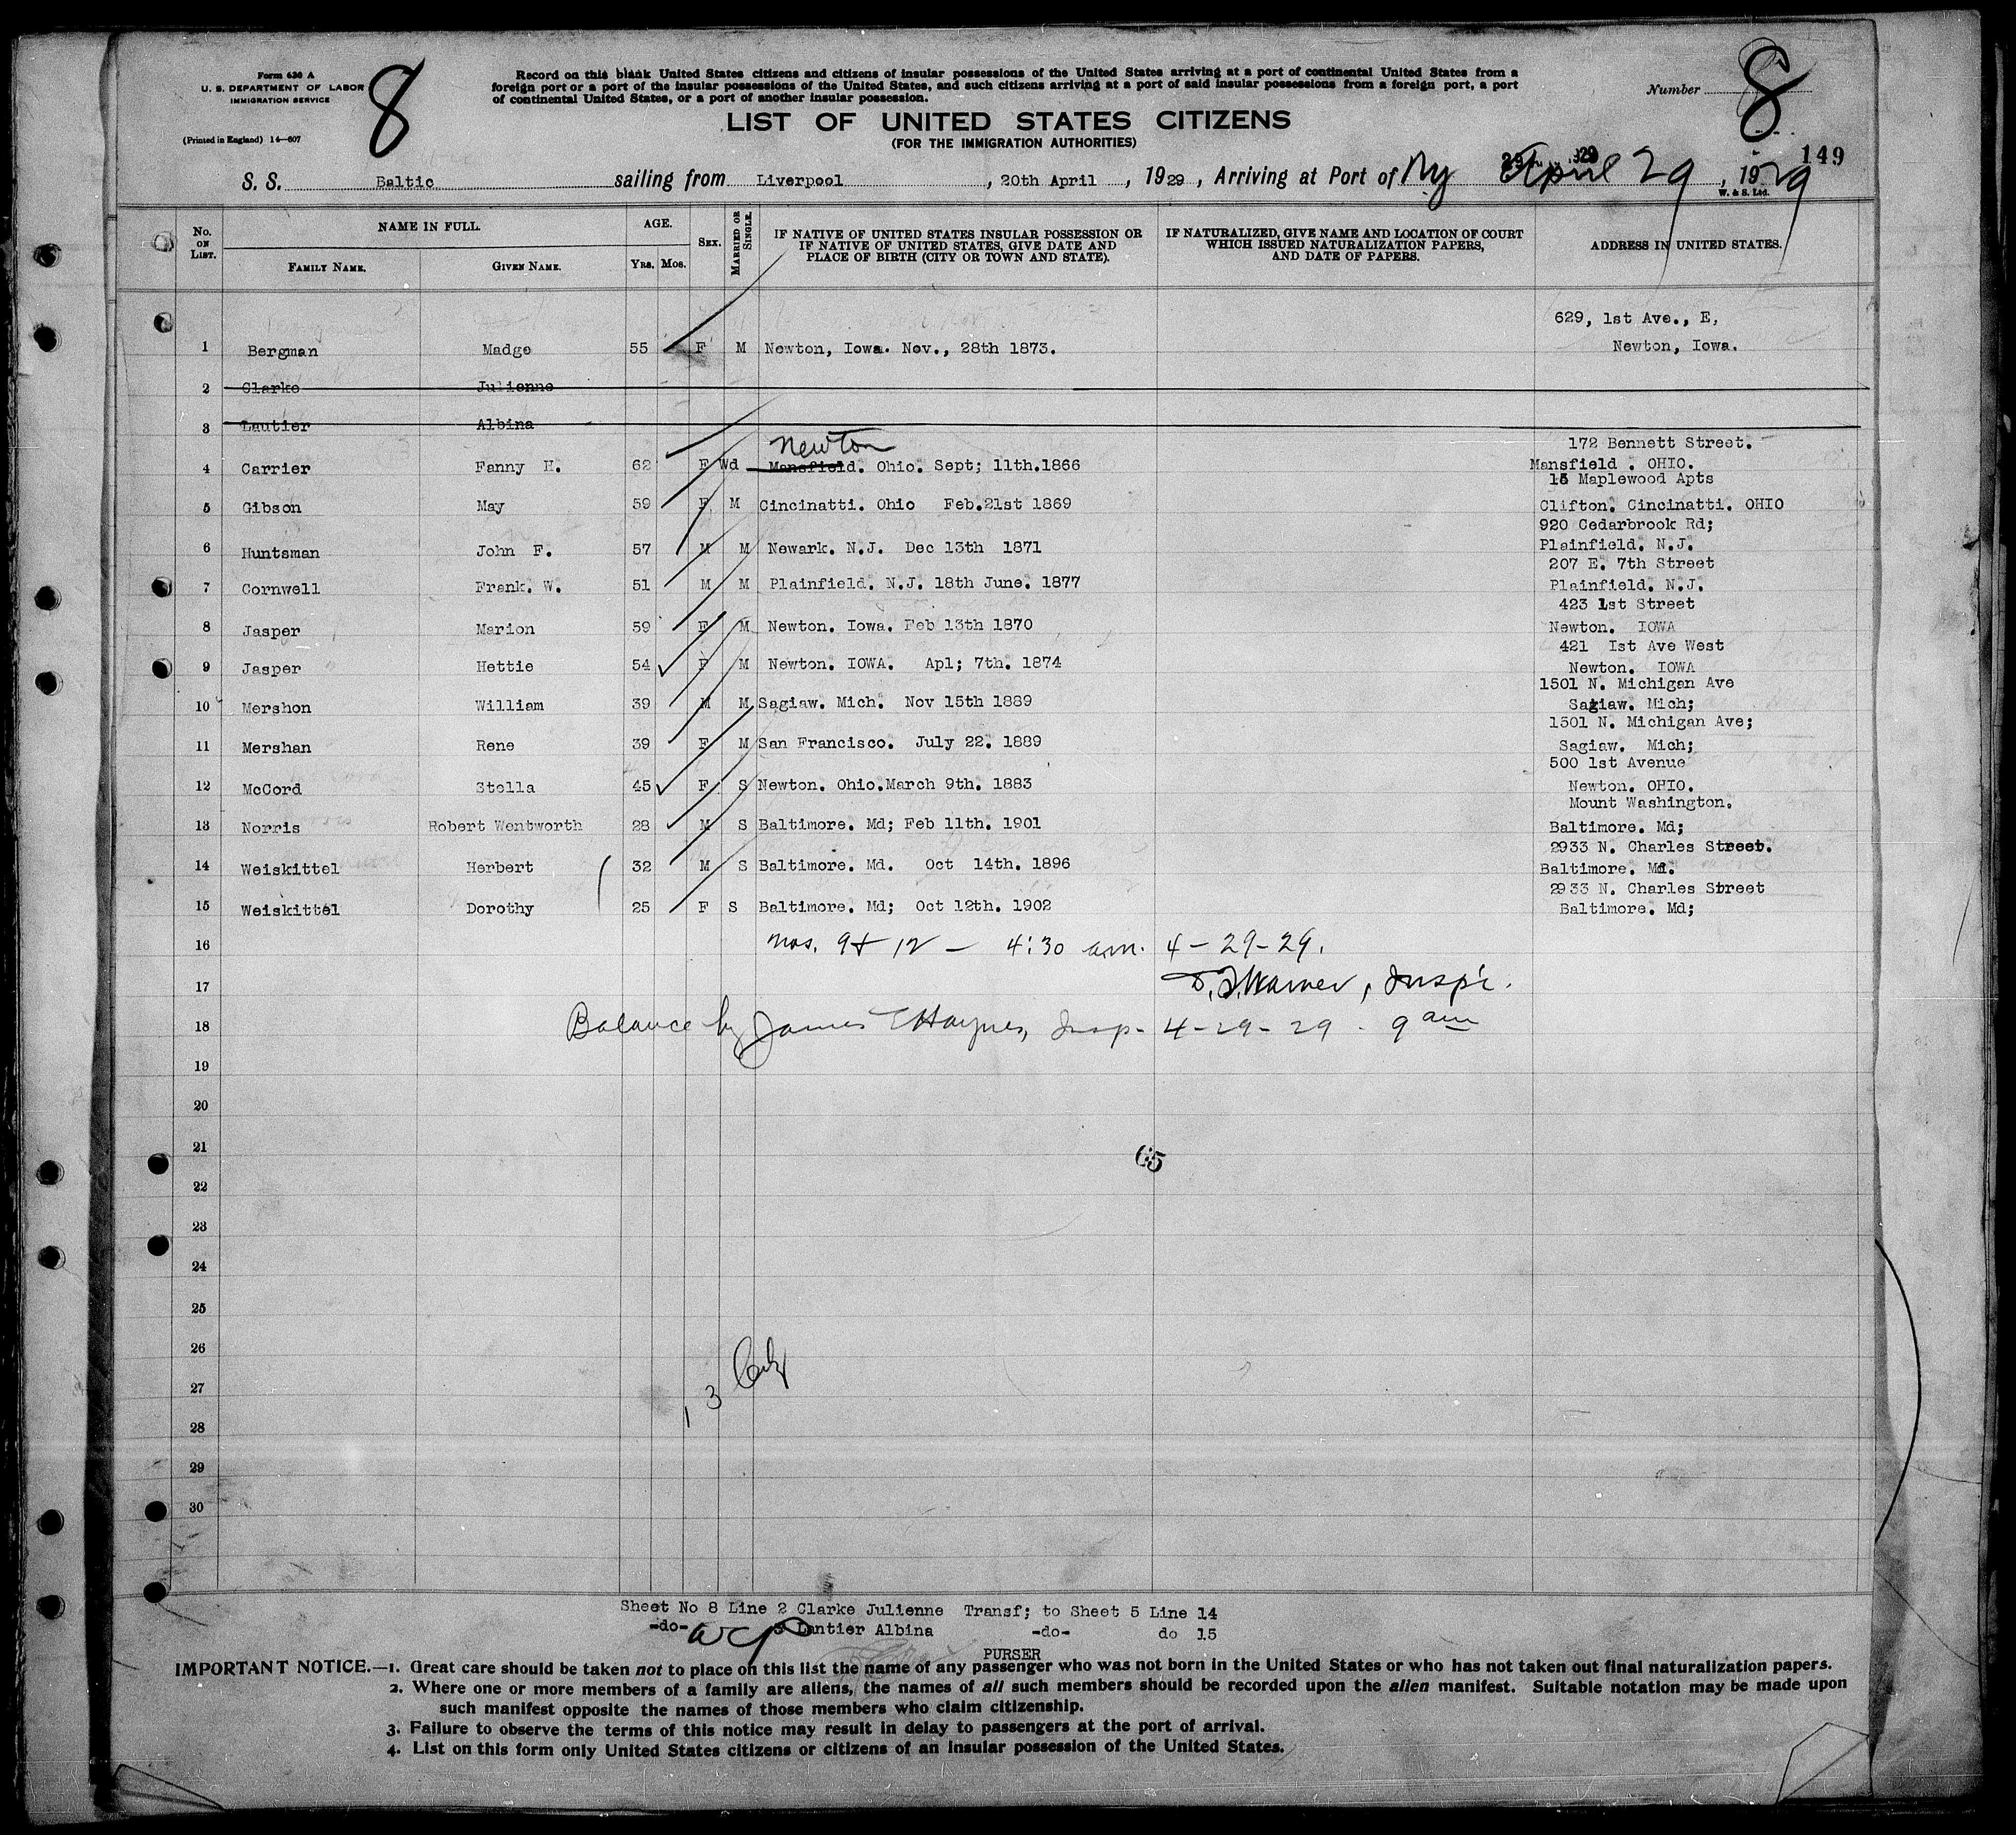 Form 630 A
U. S. DEPARTMENT OF LABOR
IMMIGRATION SERVICE
(Printed in England) 14—607
8
Record on this blank United States citizens and citizens of insular possessions of the United States arriving at a port of continental United States from a
foreign port or a port of the insular possessions of the United States, and such citizens arriving at a port of said insular possessions from a foreign port, a port
of continental United States, or a port of another insular possession.
Number 8
LIST OF UNITED STATES CITIZENS
(FOR THE IMMIGRATION AUTHORITIES)
149
S. S. Baltic sailing from Liverpool, 20th April, 1929, Arriving at Port of Ny April 29, 1929
W. & S. Ltd.
No. ON LIST. NAME IN FULL. AGE. SEX. MARRIED OR SINGLE. IF NATIVE OF UNITED STATES INSULAR POSSESSION OR IF NATIVE OF UNITED STATES, GIVE DATE AND PLACE OF BIRTH (CITY OR TOWN AND STATE). IF NATURALIZED, GIVE NAME AND LOCATION OF COURT WHICH ISSUED NATURALIZATION PAPERS, AND DATE OF PAPERS. ADDRESS IN UNITED STATES.
FAMILY NAME. GIVEN NAME. YRS. MOS.
629, 1st Ave., E,
1 Bergman Madge 55 F M Newton, Iowa. Nov., 28th 1873. Newton, Iowa.
2 Clarke Julienne
3 Lautier Albina
Newton 172 Bennett Street.
4 Carrier Fanny H. 62 F Wd Mansfield. Ohio. Sept; 11th.1866 Mansfield . OHIO.
15 Maplewood Apts
5 Gibson May 59 F M Cincinatti. Ohio Feb.21st 1869 Clifton. Cincinatti. OHIO
920 Cedarbrook Rd;
6 Huntsman John F. 57 M M Newark. N.J. Dec 13th 1871 Plainfield. N.J.
207 E. 7th Street
7 Cornwell Frank. W. 51 M M Plainfield. N.J. 18th June. 1877 Plainfield. N.J.
423 1st Street
8 Jasper Marion 59 F M Newton. Iowa. Feb 13th 1870 Newton. IOWA
421 Ist Ave West
9 Jasper Hettie 54 F M Newton. IOWA. Apl; 7th. 1874 Newton. IOWA
1501 N. Michigan Ave
10 Mershon William 39 M M Sagiaw. Mich. Nov 15th 1889 Sagiaw. Mich;
1501 N. Michigan Ave;
11 Mershan Rene 39 F M San Francisco. July 22. 1889 Sagiaw. Mich;
500 1st Avenue
12 McCord Stella 45 F S Newton. Ohio.March 9th. 1883 Newton. OHIO.
Mount Washington.
13 Norris Robert Wentworth 28 M S Baltimore. Md; Feb 11th. 1901 Baltimore. Md;
2933 N. Charles Street.
14 Weiskittel Herbert 32 M S Baltimore. Md. Oct 14th. 1896 Baltimore. Md.
2933 N. Charles Street
15 Weiskittel Dorothy 25 F S Baltimore. Md; Oct 12th. 1902 Baltimore. Md;
16 nos. 9 & 12 — 4:30 am. 4-29-29.
17 Warner, Insp'r.
18 Balance by James E Haynes, Insp- 4-29-29 - 9 am
19
20
21
65
22
23
24
25
26
27
13
28
29
30
Sheet No 8 Line 2 Clarke Julienne Transf; to Sheet 5 Line 14
-do- 3 Lantier Albina -do- do 15
PURSER
IMPORTANT NOTICE.—1. Great care should be taken not to place on this list the name of any passenger who was not born in the United States or who has not taken out final naturalization papers.
2. Where one or more members of a family are aliens, the names of all such members should be recorded upon the alien manifest. Suitable notation may be made upon
such manifest opposite the names of those members who claim citizenship.
3. Failure to observe the terms of this notice may result in delay to passengers at the port of arrival.
4. List on this form only United States citizens or citizens of an insular possession of the United States.